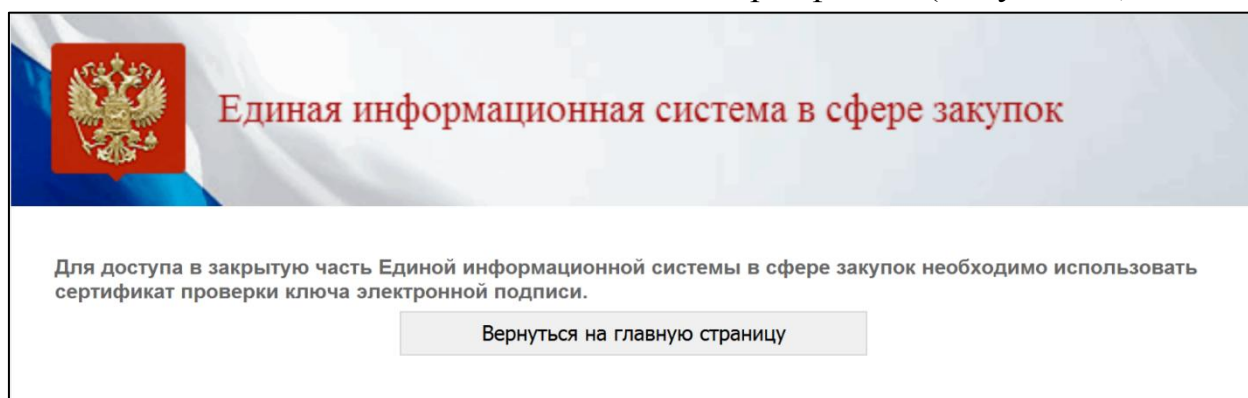 Единая информационная система в сфере закупок
Для доступа в закрытую часть Единой информационной системы в сфере закупок необходимо использовать
сертификат проверки ключа электронной подписи.
Вернуться на главную страницу